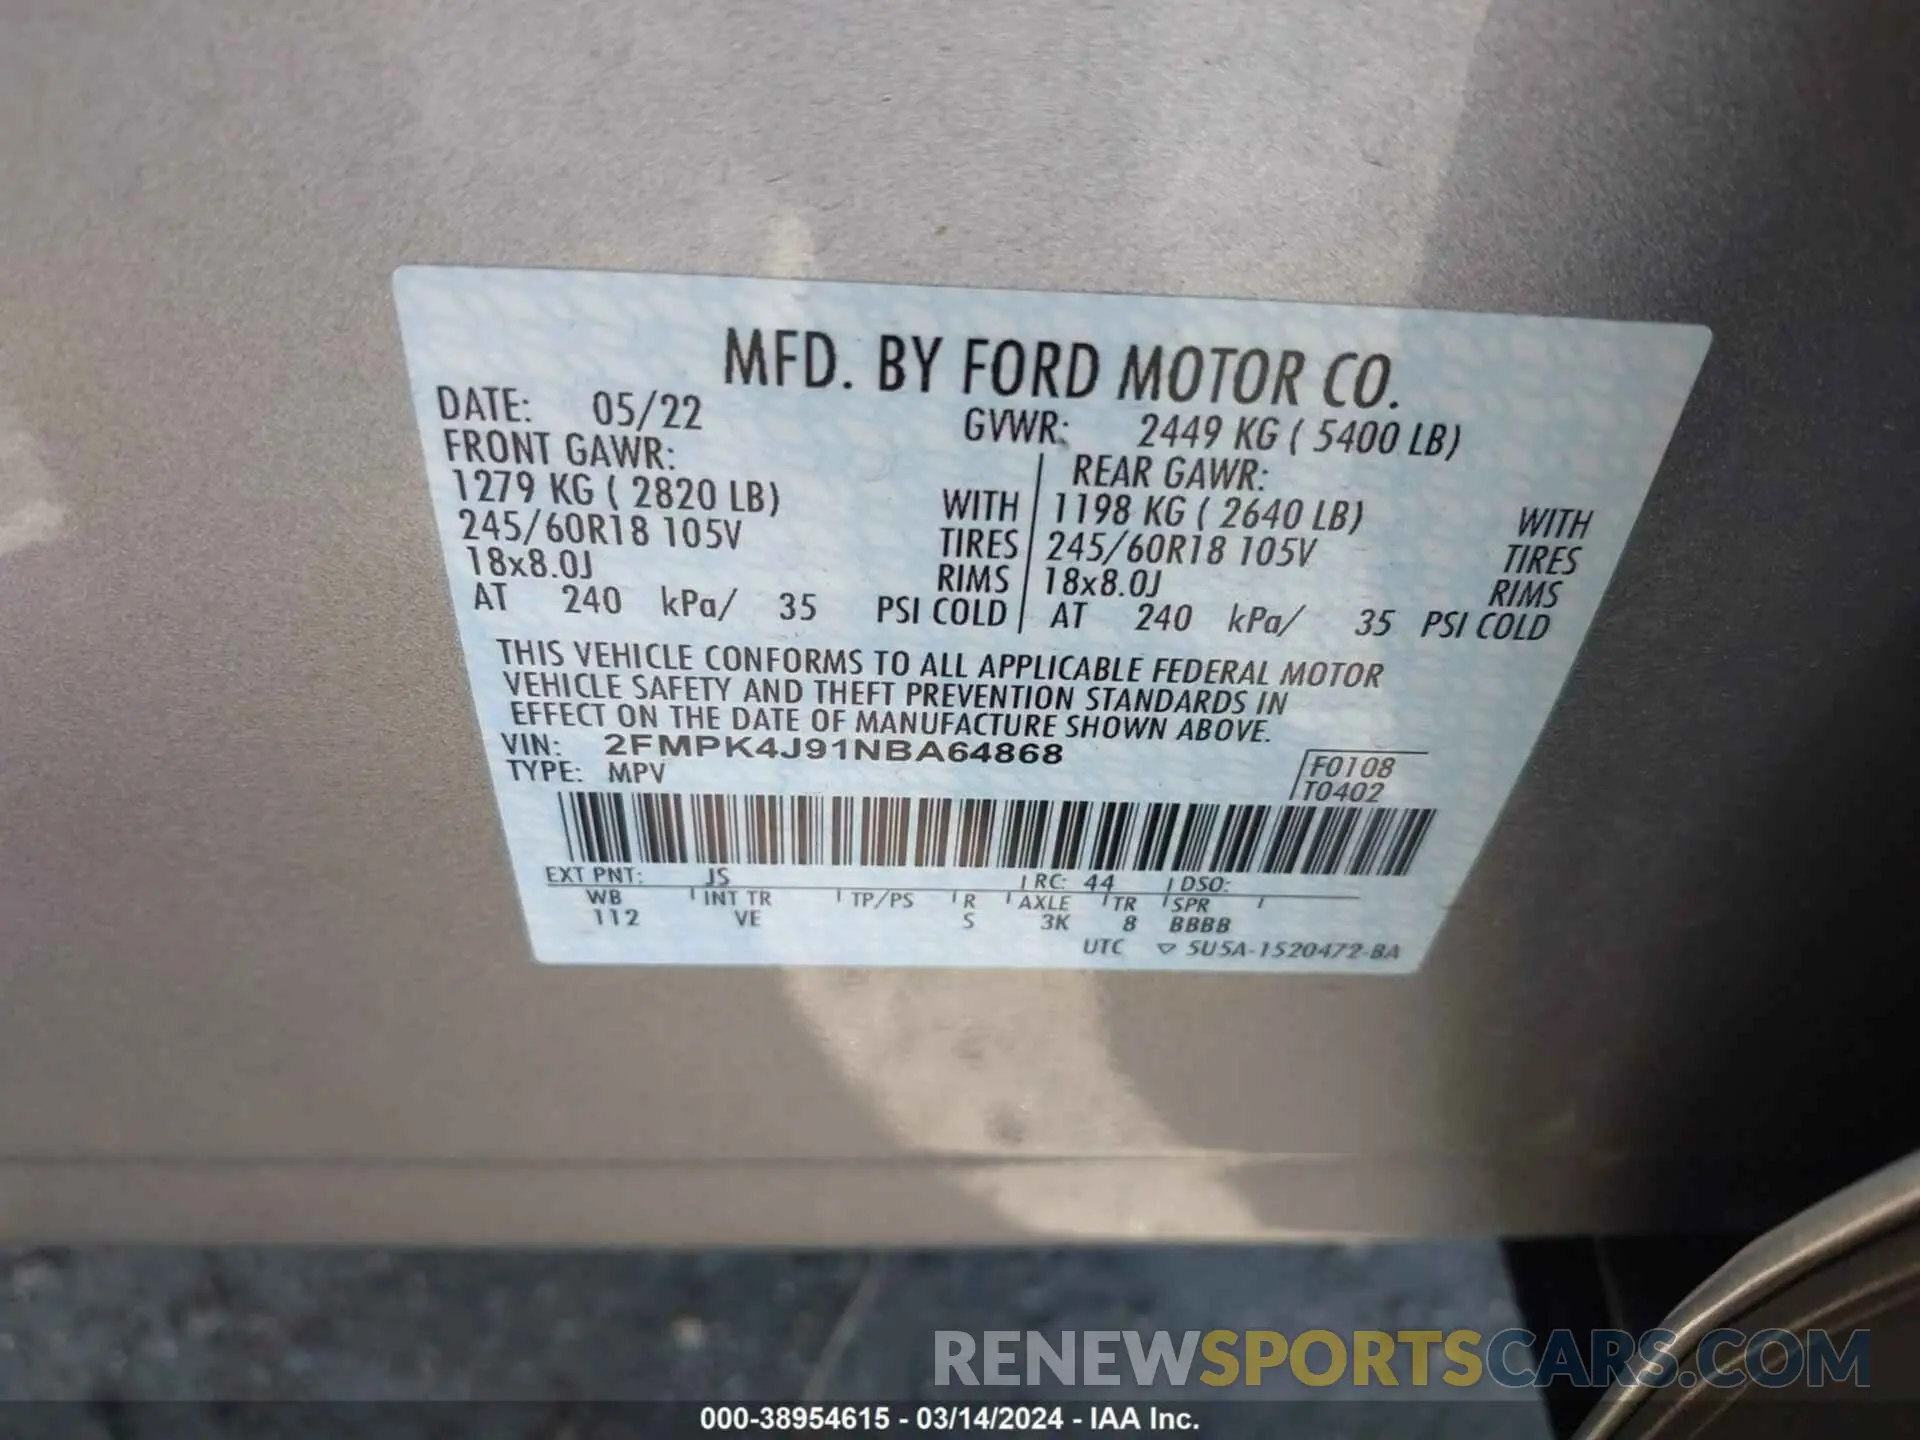 MFD. BY FORD MOTOR CO.
DATE: 05/22 GVWR: 2449 KG ( 5400 LB)
FRONT GAWR: REAR GAWR:
1279 KG ( 2820 LB) WITH 1198 KG ( 2640 LB) WITH
245/60R18 105V TIRES 245/60R18 105V TIRES
18x8.0J RIMS 18x8.0J RIMS
AT 240 kPa/ 35 PSI COLD AT 240 kPa/ 35 PSI COLD
THIS VEHICLE CONFORMS TO ALL APPLICABLE FEDERAL MOTOR
VEHICLE SAFETY AND THEFT PREVENTION STANDARDS IN
EFFECT ON THE DATE OF MANUFACTURE SHOWN ABOVE.
VIN: 2FMPK4J91NBA64868
TYPE: MPV
F0108
T0402
EXT PNT: JS RC: 44 DSO:
WB INT TR TP/PS R AXLE TR SPR
112 VE S 3K 8 BBBB
UTC ▽ 5U5A-1520472-BA
RENEWSPORTSCARS.COM
000-38954615 - 03/14/2024 - IAA Inc.